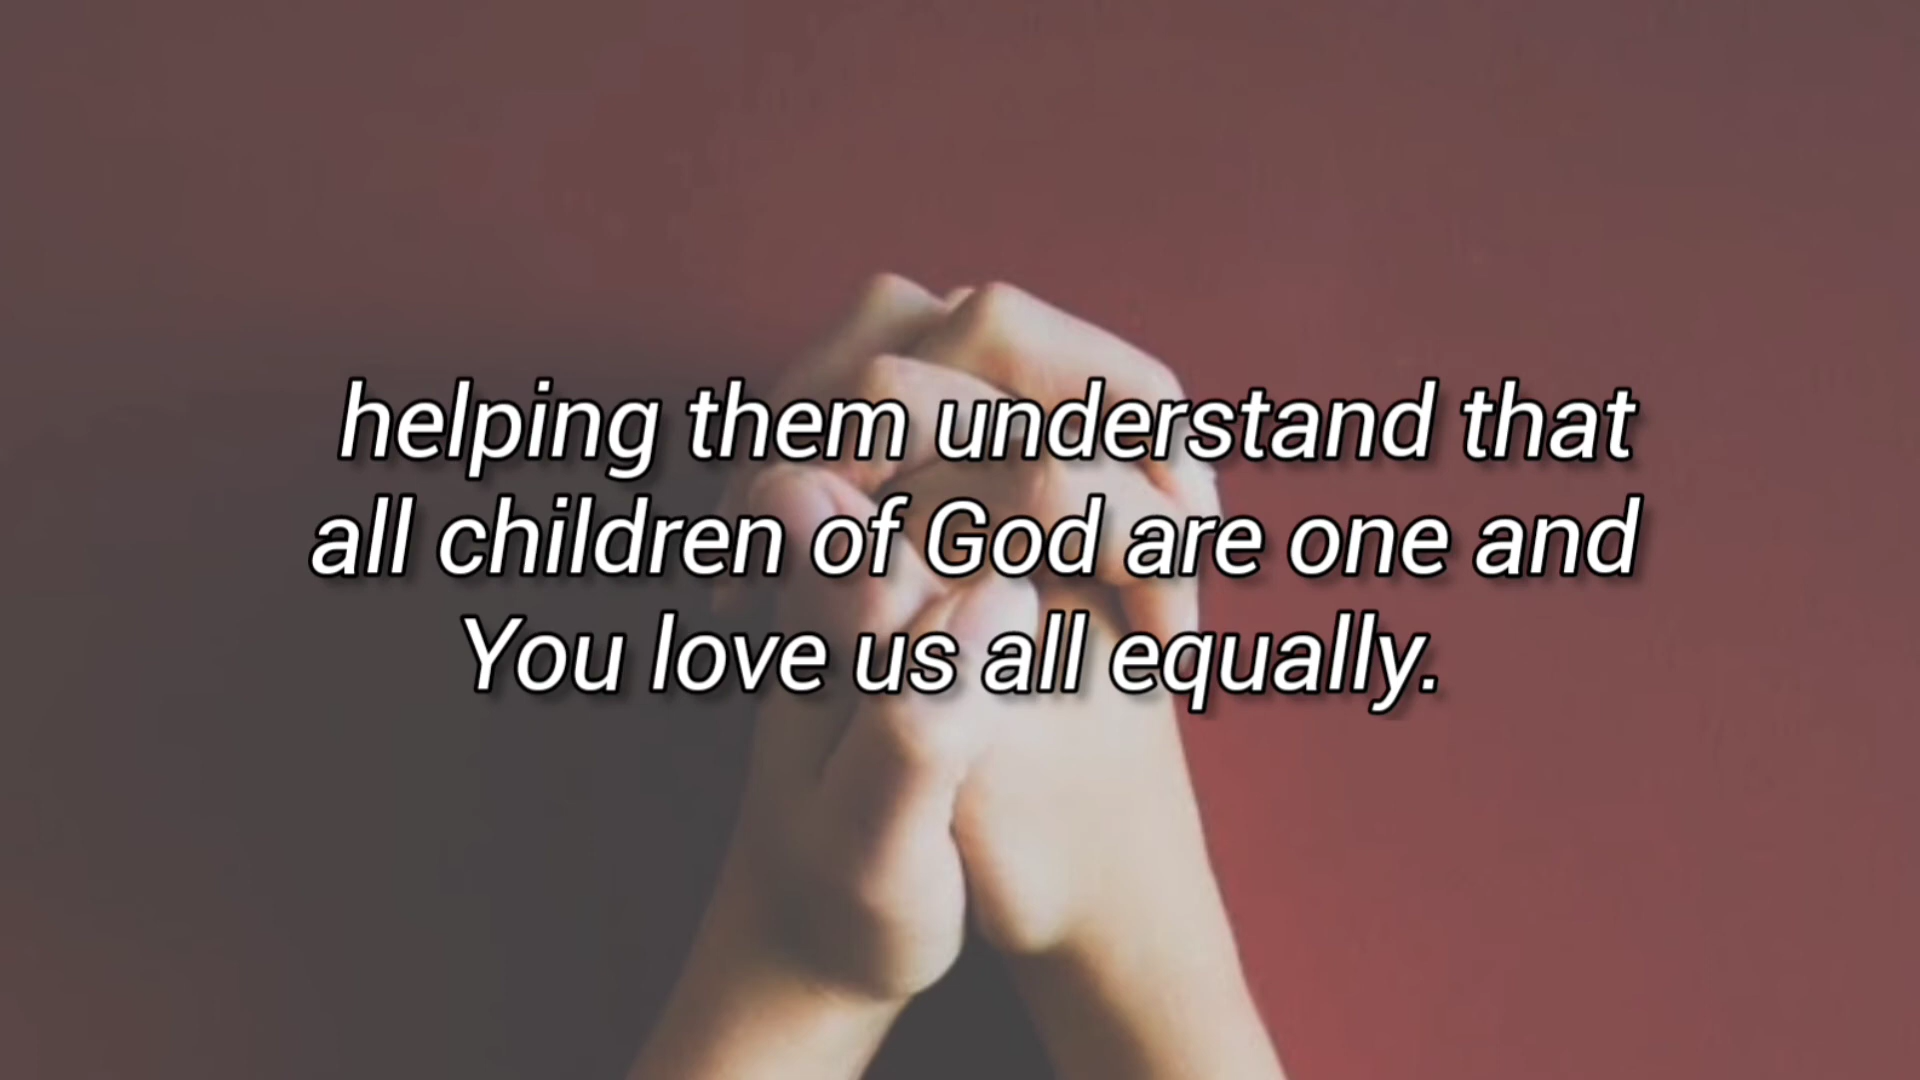 helping them understand that
all children of God are one and
You love us all equally.